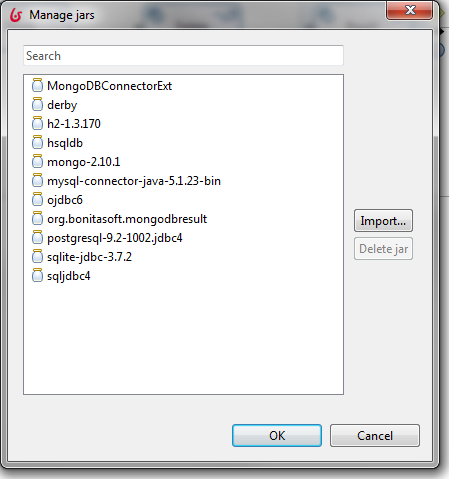 Manage jars
Search
MongoDBConnectorExt
derby
h2-1.3.170
hsqldb
mongo-2.10.1
mysql-connector-java-5.1.23-bin
ojdbc6
org.bonitasoft.mongodbresult
postgresql-9.2-1002.jdbc4
sqlite-jdbc-3.7.2
sqljdbc4
Import...
Delete jar
OK
Cancel